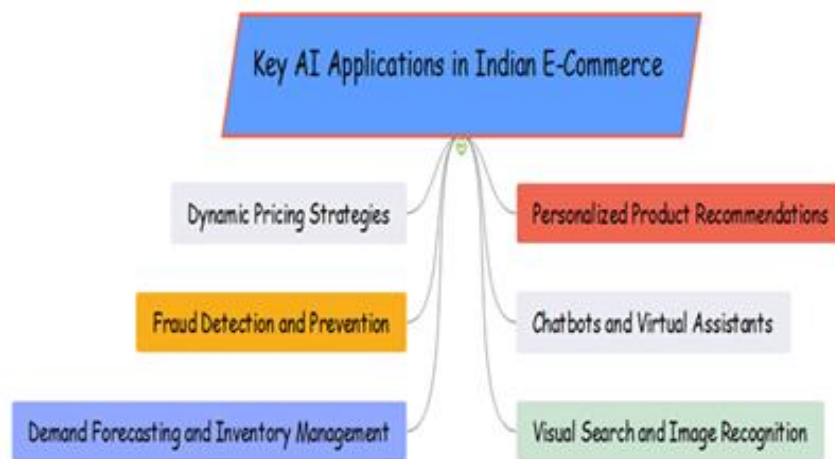 Key AI Applications in Indian E-Commerce
Dynamic Pricing Strategies
Personalized Product Recommendations
Fraud Detection and Prevention
Chatbots and Virtual Assistants
Demand Forecasting and Inventory Management
Visual Search and Image Recognition